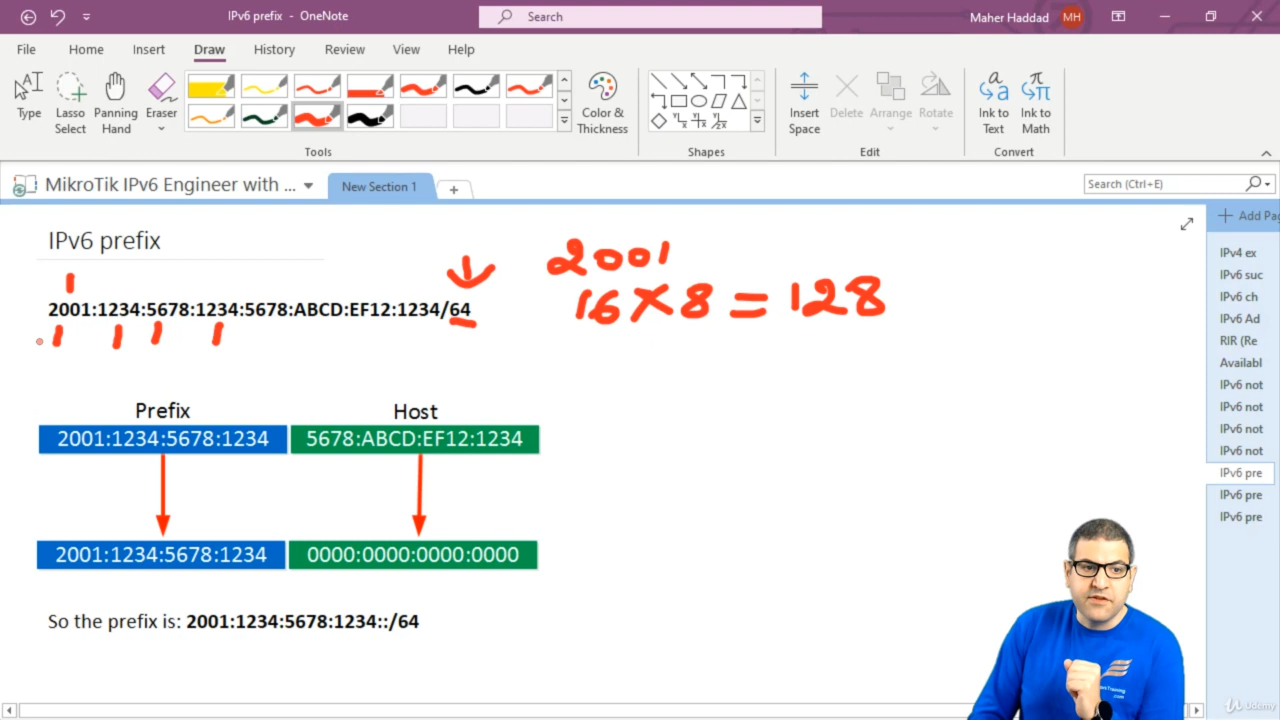 IPv6 prefix - OneNote
Search
Maher Haddad
MH
File
Home
Insert
Draw
History
Review
View
Help
Type
Lasso Select
Panning Hand
Eraser
Color & Thickness
Insert Space
Delete
Arrange
Rotate
Ink to Text
Ink to Math
Tools
Shapes
Edit
Convert
MikroTik IPv6 Engineer with ...
New Section 1
Search (Ctrl+E)
Add Pag
IPv6 prefix
2001
2001:1234:5678:1234:5678:ABCD:EF12:1234/64
16 X 8 = 128
Prefix
Host
2001:1234:5678:1234
5678:ABCD:EF12:1234
2001:1234:5678:1234
0000:0000:0000:0000
So the prefix is: 2001:1234:5678:1234::/64
IPv4 ex
IPv6 suc
IPv6 ch
IPv6 Ad
RIR (Re
Availabl
IPv6 not
IPv6 not
IPv6 not
IPv6 not
IPv6 pre
IPv6 pre
IPv6 pre
Udemy